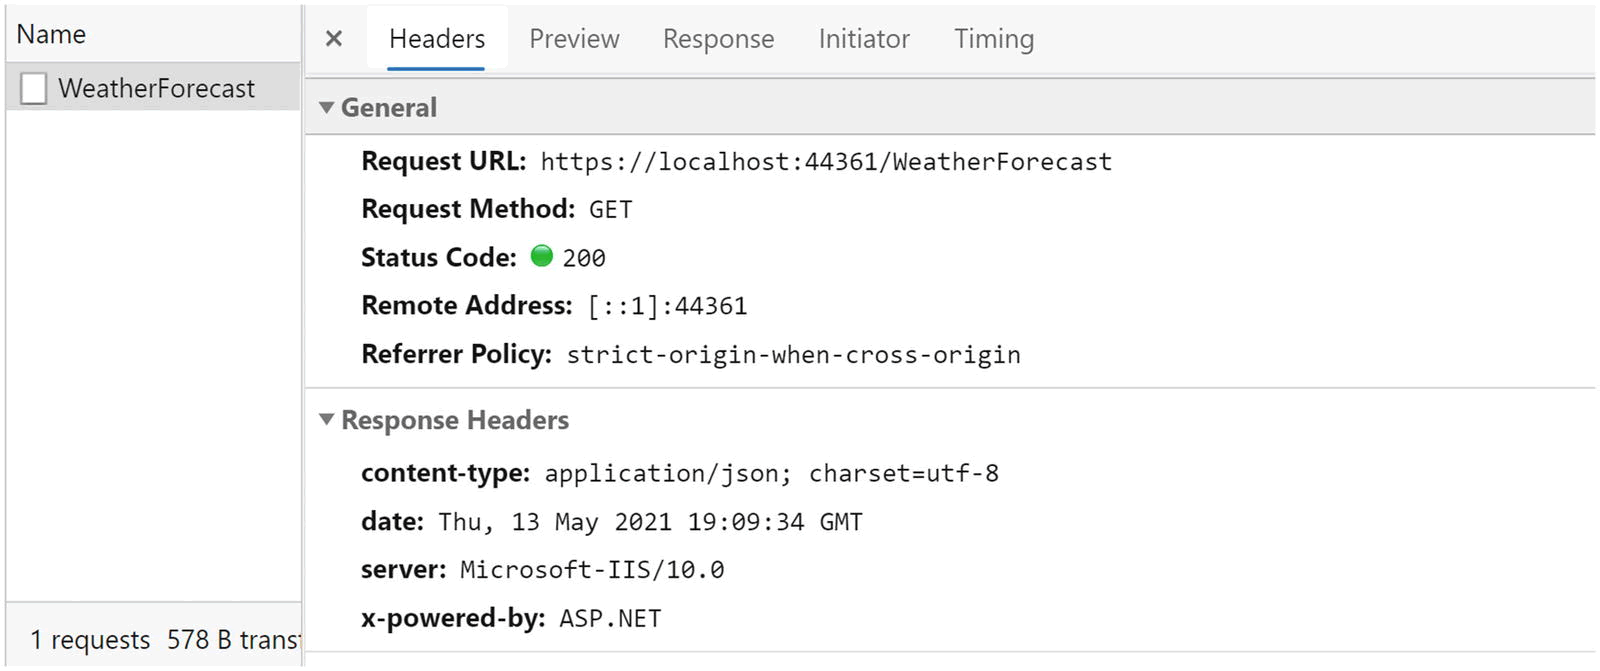 Name
WeatherForecast
1 requests 578 B
× Headers Preview Response Initiator Timing
General
Request URL: https://localhost:44361/WeatherForecast
Request Method: GET
Status Code: 200
Remote Address: [::1]:44361
Referrer Policy: strict-origin-when-cross-origin
Response Headers
content-type: application/json; charset=utf-8
date: Thu, 13 May 2021 19:09:34 GMT
server: Microsoft-IIS/10.0
x-powered-by: ASP.NET